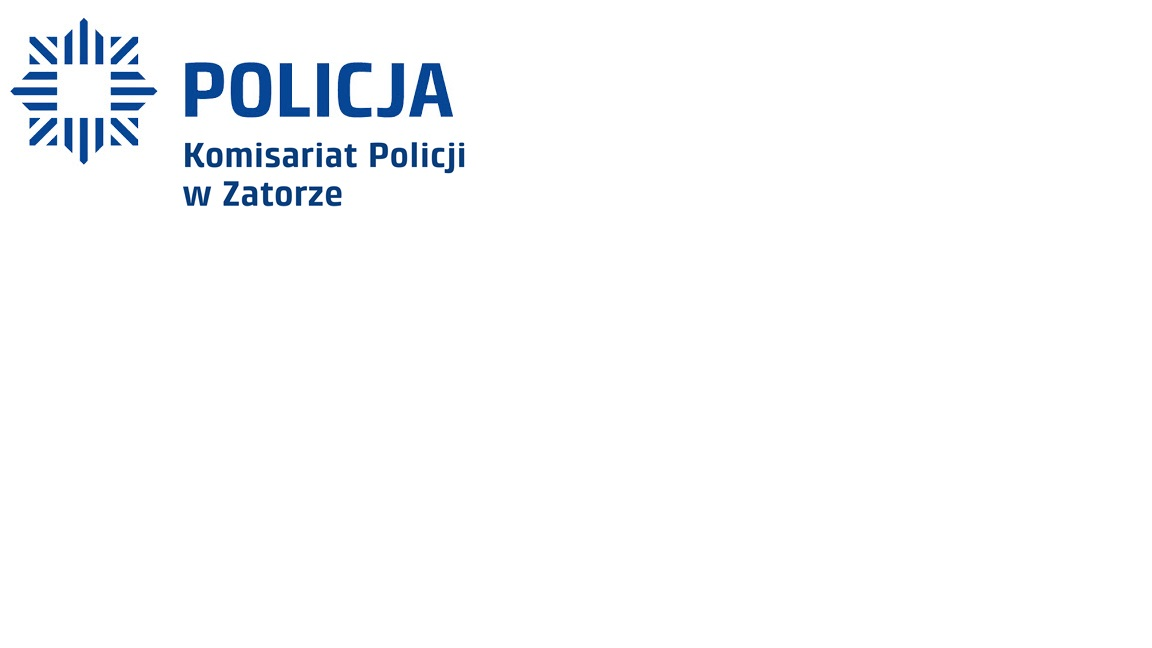 POLICJA
Komisariat Policji
w Zatorze